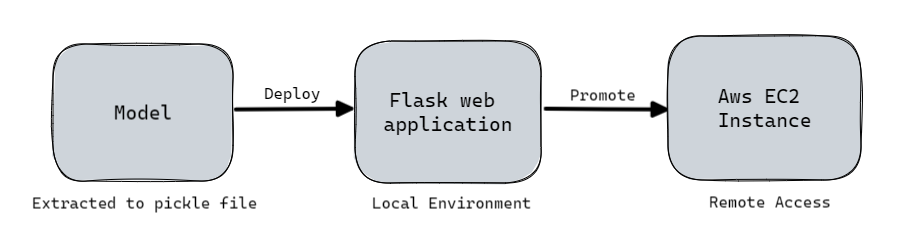 Model
Deploy
Flask web
application
Promote
Aws EC2
Instance
Extracted to pickle file
Local Environment
Remote Access